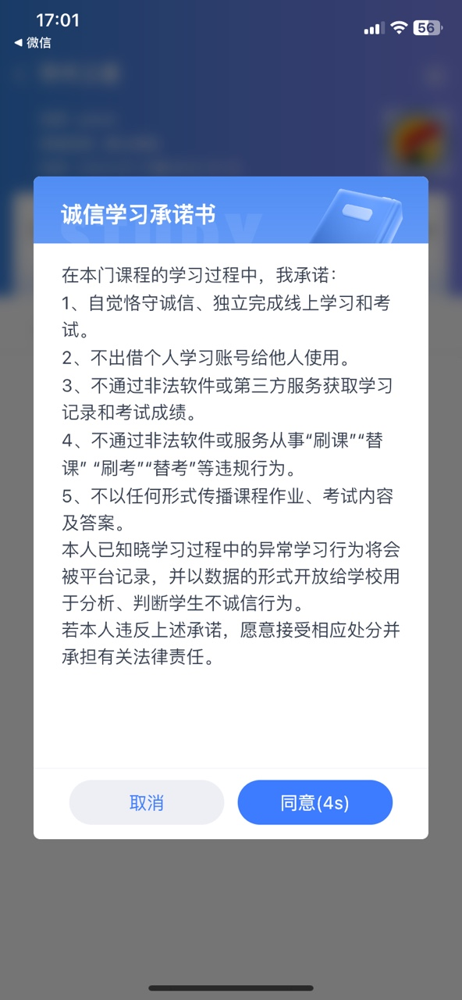 17:01
56
◀ 微信
诚信学习承诺书
STUDY
在本门课程的学习过程中，我承诺：
1、自觉恪守诚信、独立完成线上学习和考
试。
2、不出借个人学习账号给他人使用。
3、不通过非法软件或第三方服务获取学习
记录和考试成绩。
4、不通过非法软件或服务从事“刷课”“替
课” “刷考”“替考”等违规行为。
5、不以任何形式传播课程作业、考试内容
及答案。
本人已知晓学习过程中的异常学习行为将会
被平台记录，并以数据的形式开放给学校用
于分析、判断学生不诚信行为。
若本人违反上述承诺，愿意接受相应处分并
承担有关法律责任。
取消
同意(4s)